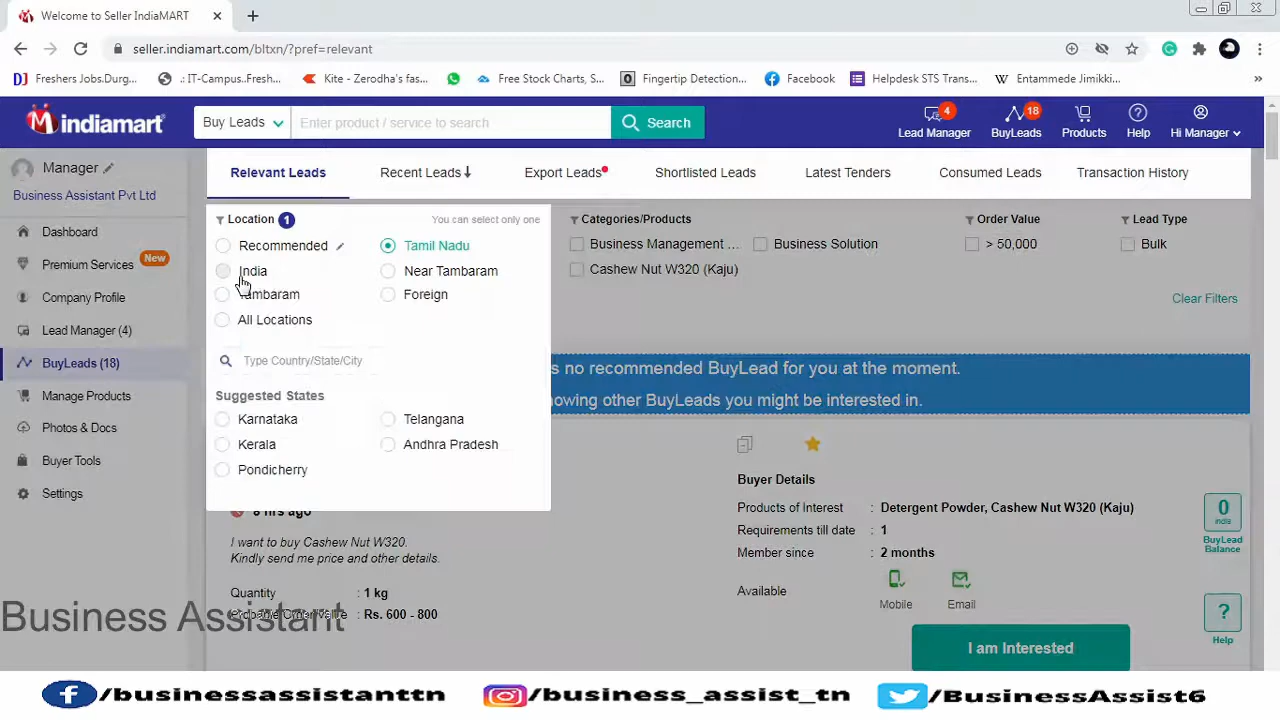 Welcome to Seller IndiaMART
seller.indiamart.com/bltxn/?pref=relevant
Freshers Jobs.Durg...
.: IT-Campus..Fresh...
Kite - Zerodha's fas...
Free Stock Charts, S...
Fingertip Detection...
Facebook
Helpdesk STS Trans...
Entammede Jimikki...
indiamart
Buy Leads
Enter product / service to search
Search
4
Lead Manager
18
BuyLeads
Products
Help
Hi Manager
Manager
Business Assistant Pvt Ltd
Dashboard
Premium Services New
Company Profile
Lead Manager (4)
BuyLeads (18)
Manage Products
Photos & Docs
Buyer Tools
Settings
Relevant Leads
Recent Leads
Export Leads
Shortlisted Leads
Latest Tenders
Consumed Leads
Transaction History
Location 1
You can select only one
Recommended
Tamil Nadu
India
Near Tambaram
Tambaram
Foreign
All Locations
Type Country/State/City
Suggested States
Karnataka
Telangana
Kerala
Andhra Pradesh
Pondicherry
Categories/Products
Business Management ...
Business Solution
Cashew Nut W320 (Kaju)
Order Value
> 50,000
Lead Type
Bulk
Clear Filters
s no recommended BuyLead for you at the moment.
owing other BuyLeads you might be interested in.
8 hrs ago
I want to buy Cashew Nut W320.
Kindly send me price and other details.
Quantity : 1 kg
Probable Order Value : Rs. 600 - 800
Buyer Details
Products of Interest : Detergent Powder, Cashew Nut W320 (Kaju)
Requirements till date : 1
Member since : 2 months
Available
Mobile
Email
I am Interested
0
India
BuyLead
Balance
?
Help
Business Assistant
/businessassistanttn
/business_assist_tn
/BusinessAssist6